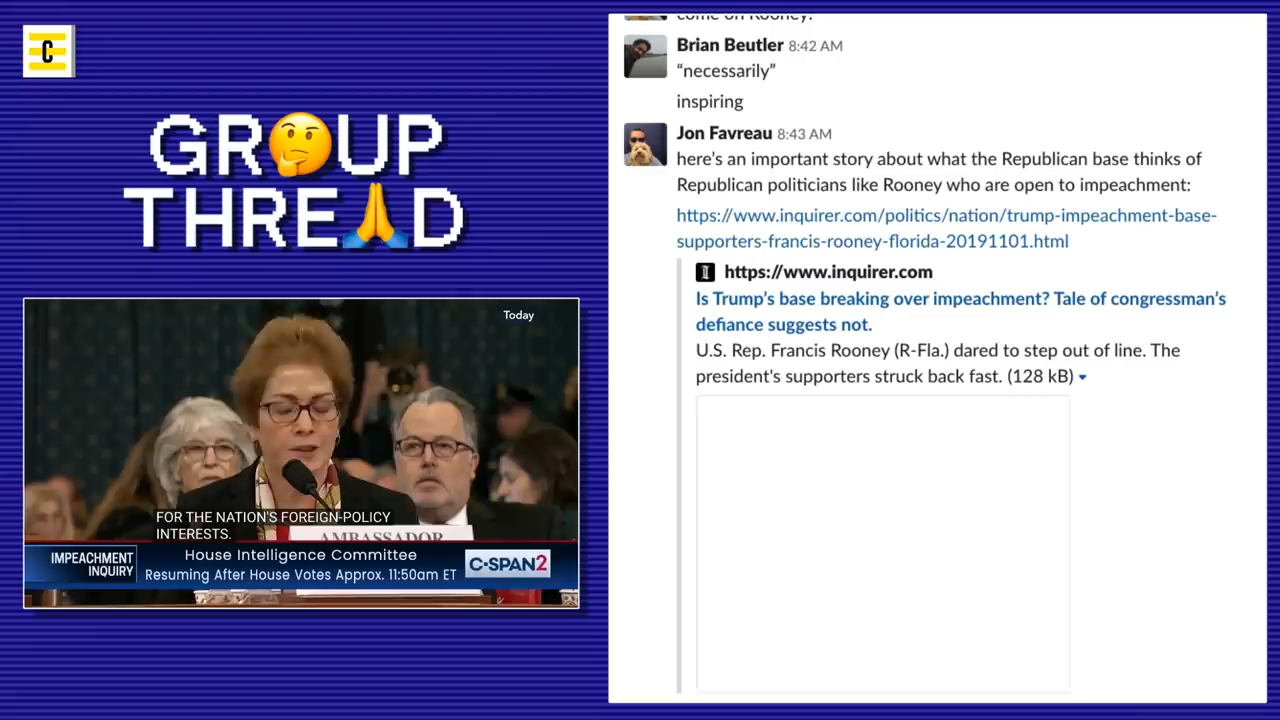 C
GR🤔UP
THRE🙏D
Today
FOR THE NATION'S FOREIGN-POLICY
INTERESTS.
AMBASSADOR
IMPEACHMENT
INQUIRY
House Intelligence Committee
Resuming After House Votes Approx. 11:50am ET
C-SPAN2
come on Rooney!
Brian Beutler 8:42 AM
“necessarily”
inspiring
Jon Favreau 8:43 AM
here’s an important story about what the Republican base thinks of
Republican politicians like Rooney who are open to impeachment:
https://www.inquirer.com/politics/nation/trump-impeachment-base-
supporters-francis-rooney-florida-20191101.html
https://www.inquirer.com
Is Trump’s base breaking over impeachment? Tale of congressman’s
defiance suggests not.
U.S. Rep. Francis Rooney (R-Fla.) dared to step out of line. The
president's supporters struck back fast. (128 kB)